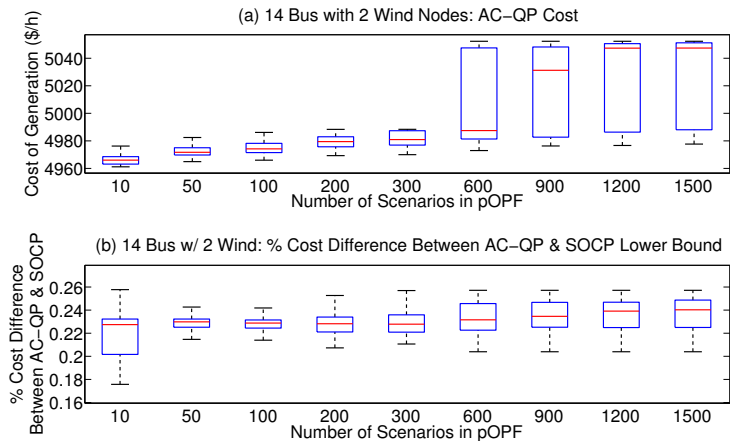 (a) 14 Bus with 2 Wind Nodes: AC−QP Cost
Cost of Generation ($/h)
5040
5020
5000
4980
4960
10 50 100 200 300 600 900 1200 1500
Number of Scenarios in pOPF
(b) 14 Bus w/ 2 Wind: % Cost Difference Between AC−QP & SOCP Lower Bound
% Cost Difference
Between AC−QP & SOCP
0.26
0.24
0.22
0.2
0.18
0.16
10 50 100 200 300 600 900 1200 1500
Number of Scenarios in pOPF